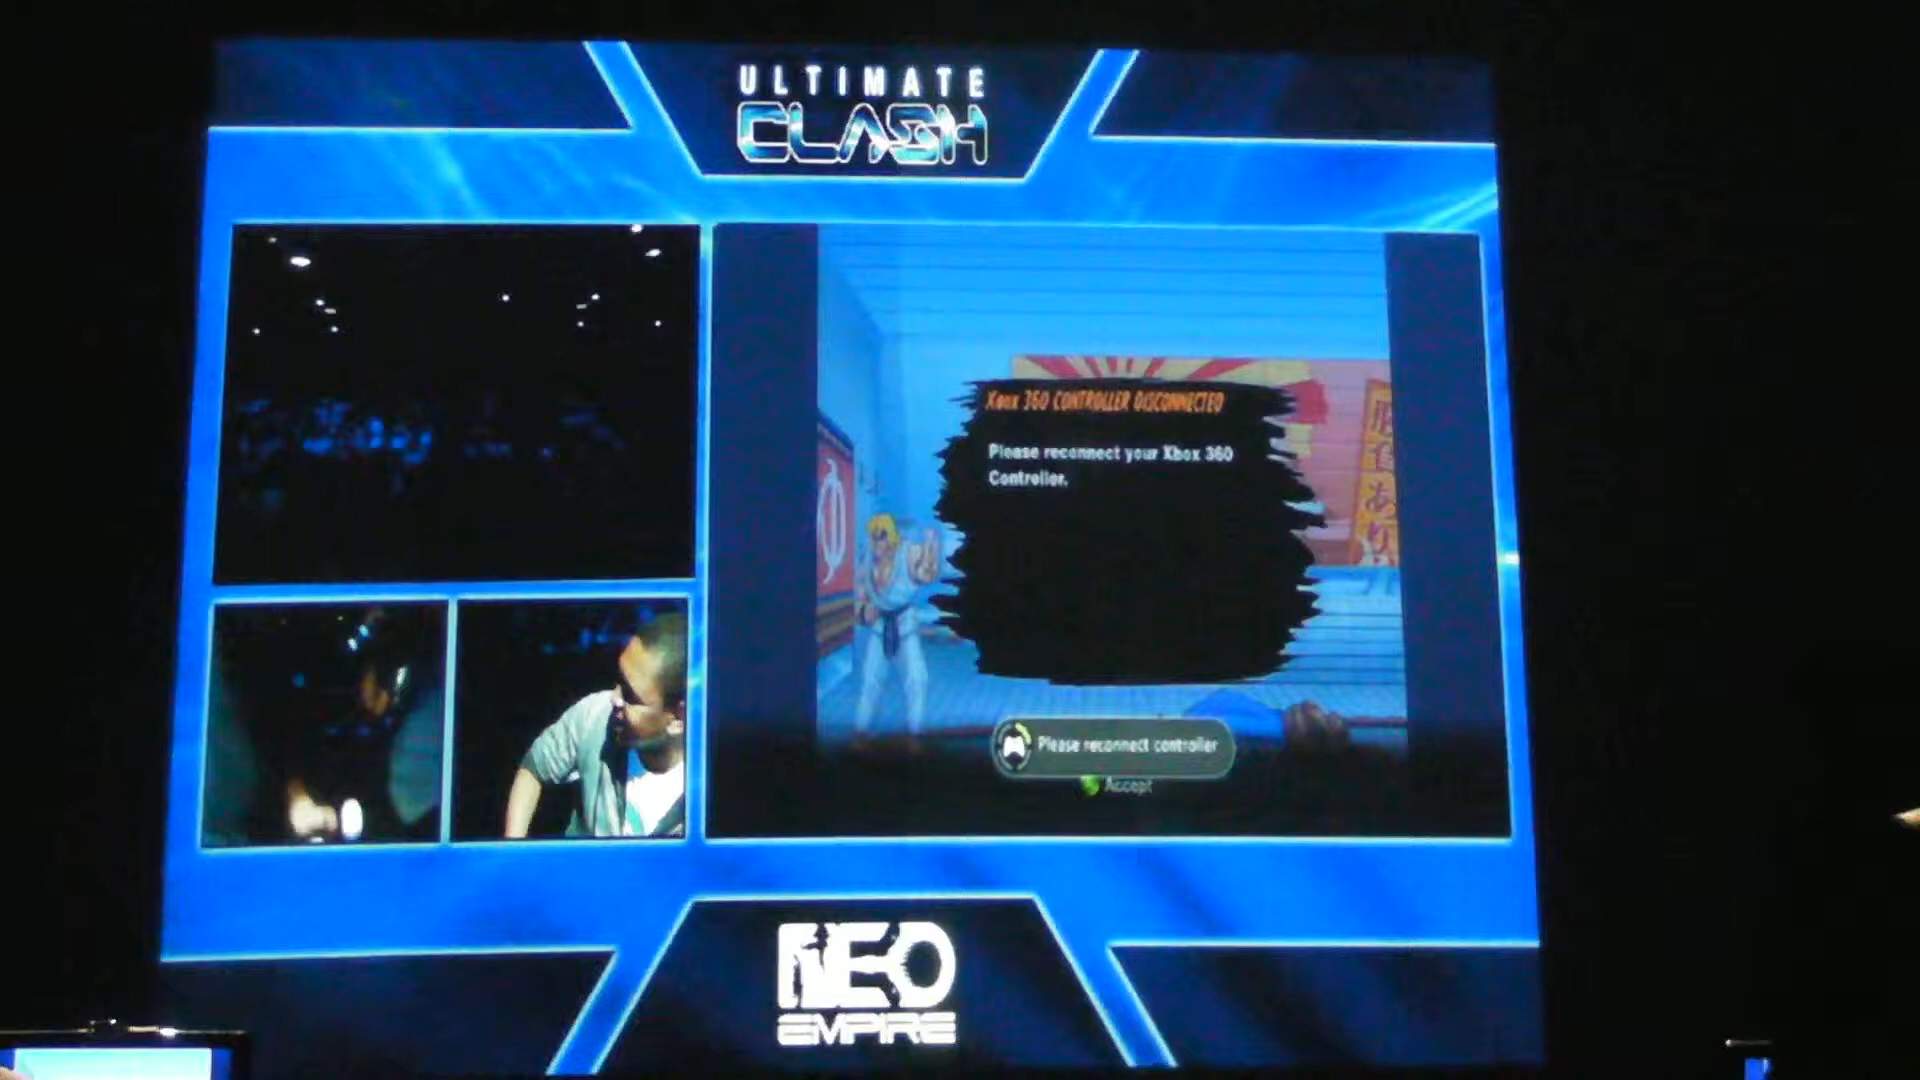 ULTIMATE
CLASH
Xbox 360 CONTROLLER DISCONNECTED
Please reconnect your Xbox 360
Controller.
Please reconnect controller
Accept
NEO
EMPIRE